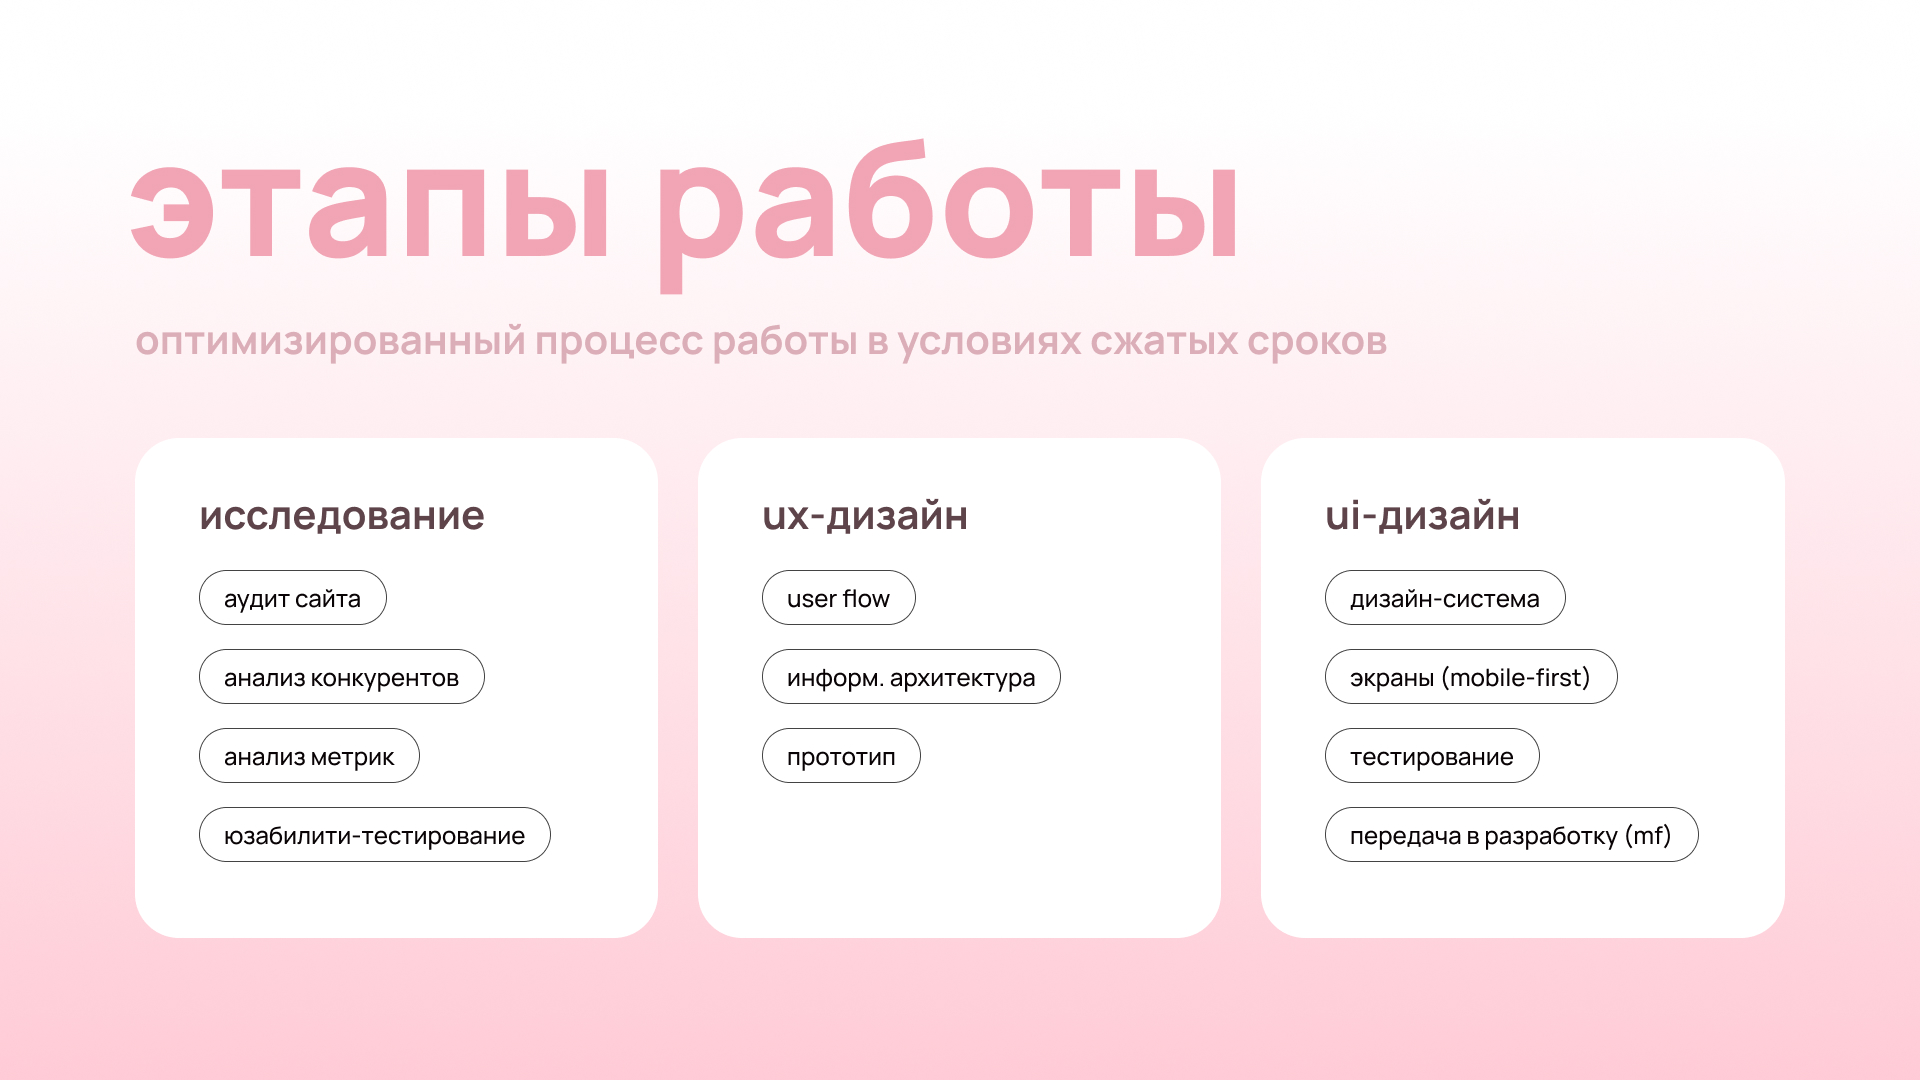 этапы работы
оптимизированный процесс работы в условиях сжатых сроков
исследование
аудит сайта
анализ конкурентов
анализ метрик
юзабилити-тестирование
ux-дизайн
user flow
информ. архитектура
прототип
ui-дизайн
дизайн-система
экраны (mobile-first)
тестирование
передача в разработку (mf)